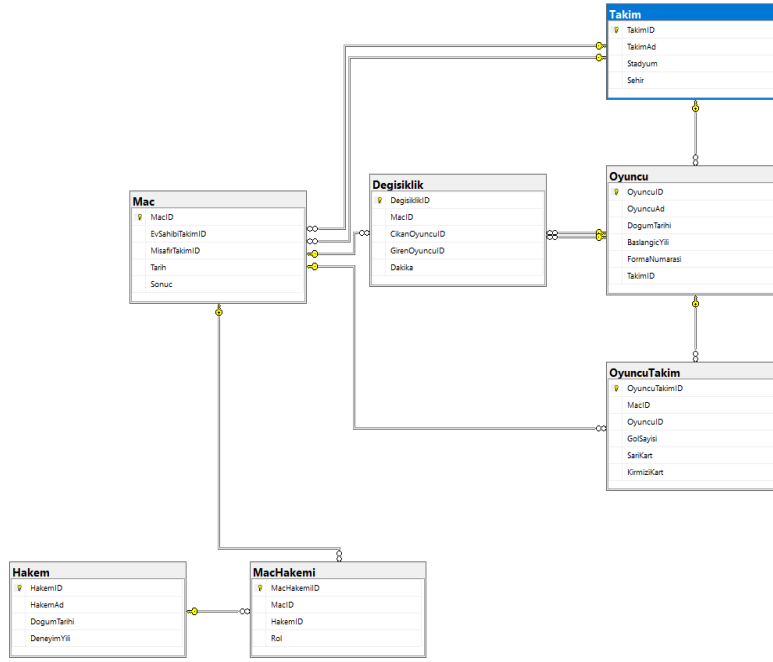 Takim
TakimID
TakimAd
Stadyum
Sehir
Degisiklik
DegisiklikID
MacID
CikanOyuncuID
GirenOyuncuID
Dakika
Oyuncu
OyuncuID
OyuncuAd
DogumTarihi
BaslangicYili
FormaNumarasi
TakimID
Mac
MacID
EvSahibiTakimID
MisafirTakimID
Tarih
Sonuc
OyuncuTakim
OyuncuTakimID
MacID
OyuncuID
GolSayisi
SariKart
KirmiziKart
Hakem
HakemID
HakemAd
DogumTarihi
DeneyimYili
MacHakemi
MacHakemiID
MacID
HakemID
Rol